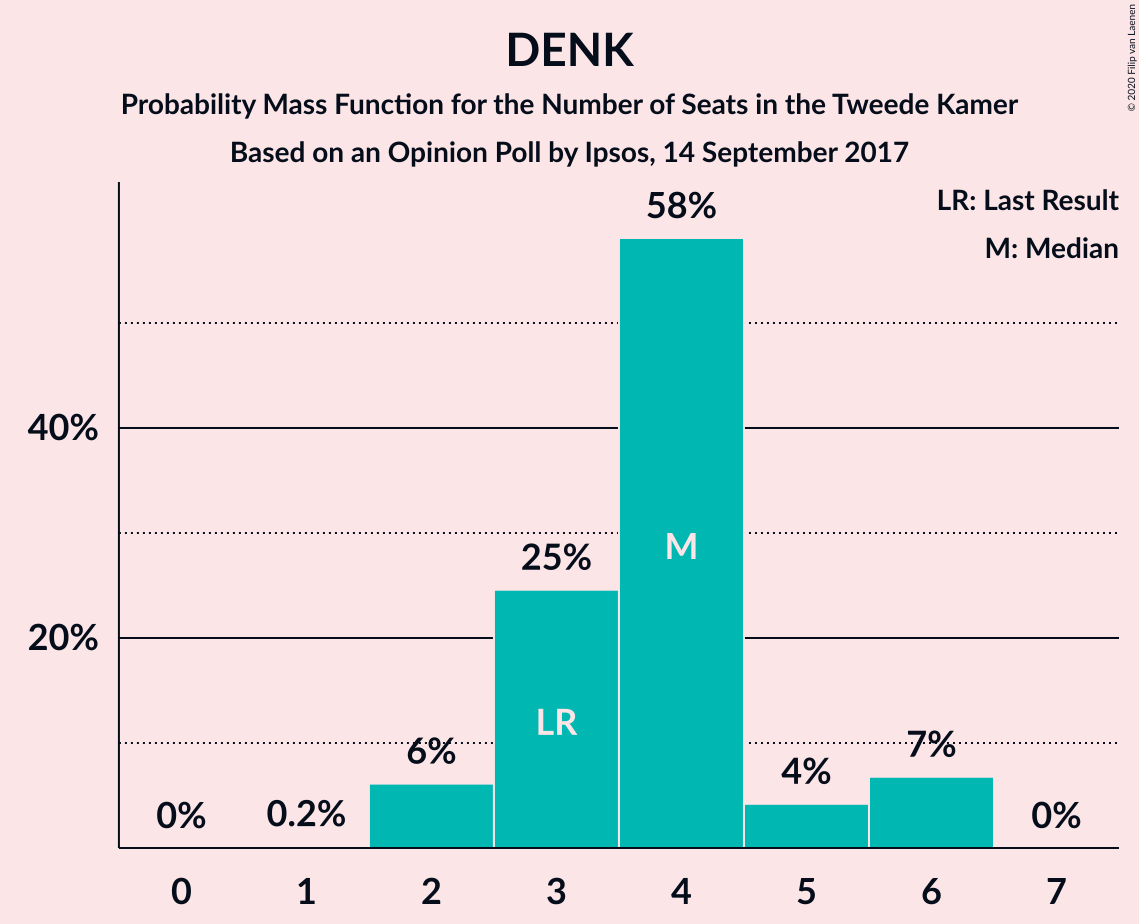 DENK
Probability Mass Function for the Number of Seats in the Tweede Kamer
Based on an Opinion Poll by Ipsos, 14 September 2017
© 2020 Filip van Laenen
LR: Last Result
M: Median
58%
40%
M
25%
20%
LR
6%
7%
4%
0%
0.2%
0%
0 1 2 3 4 5 6 7